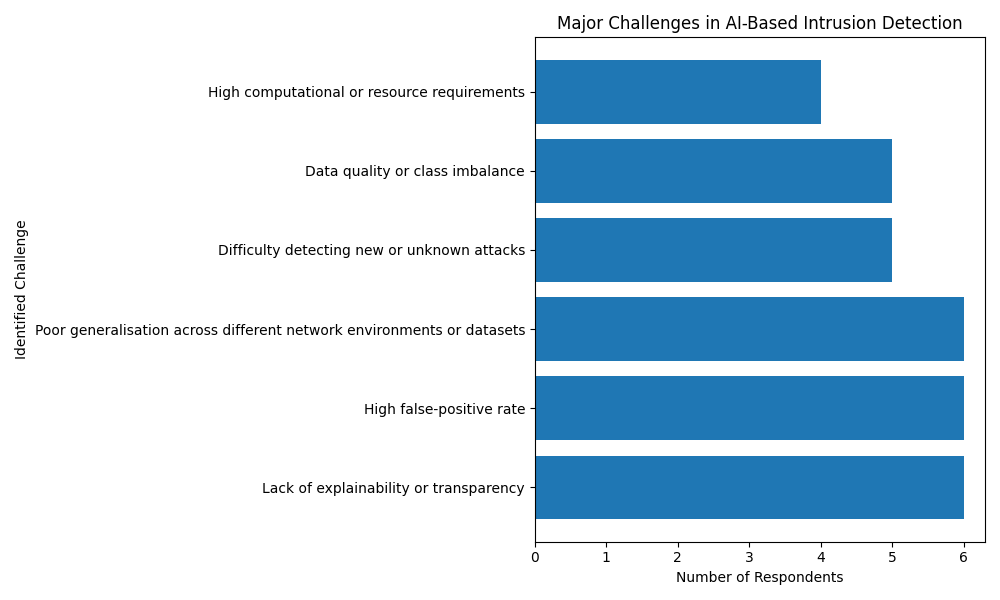 Major Challenges in AI-Based Intrusion Detection
Identified Challenge
High computational or resource requirements
Data quality or class imbalance
Difficulty detecting new or unknown attacks
Poor generalisation across different network environments or datasets
High false-positive rate
Lack of explainability or transparency
0 1 2 3 4 5 6
Number of Respondents